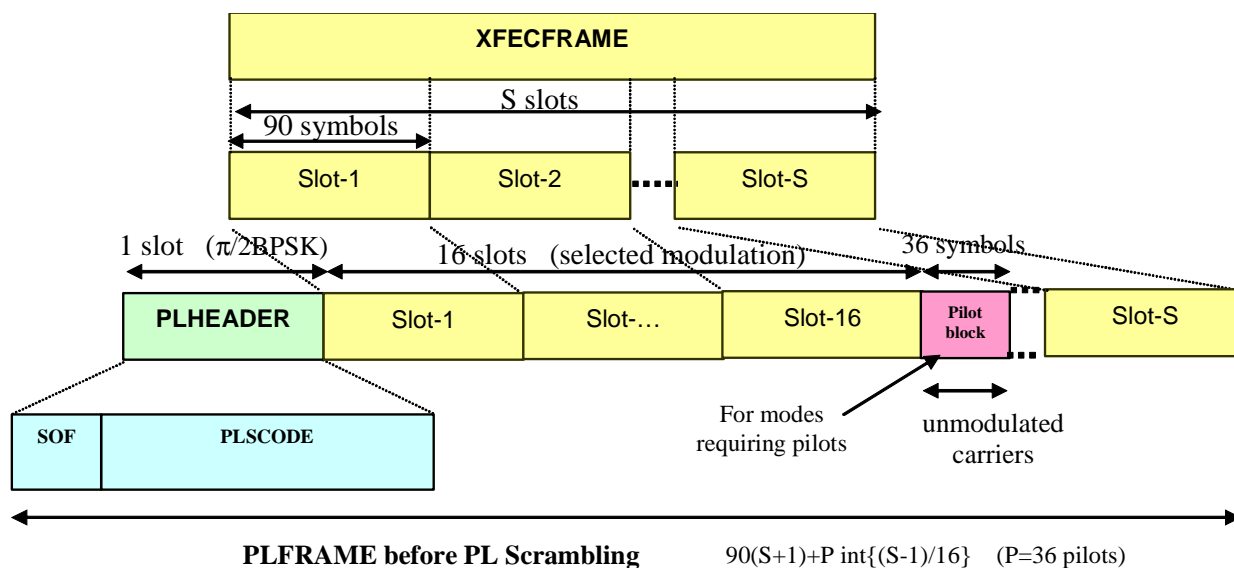 XFECFRAME
S slots
90 symbols
Slot-1
Slot-2
Slot-S
1 slot (π/2BPSK)
16 slots (selected modulation)
36 symbols
PLHEADER
Slot-1
Slot-...
Slot-16
Pilot
block
Slot-S
SOF
PLSCODE
For modes
requiring pilots
unmodulated
carriers
PLFRAME before PL Scrambling 90(S+1)+P int{(S-1)/16} (P=36 pilots)